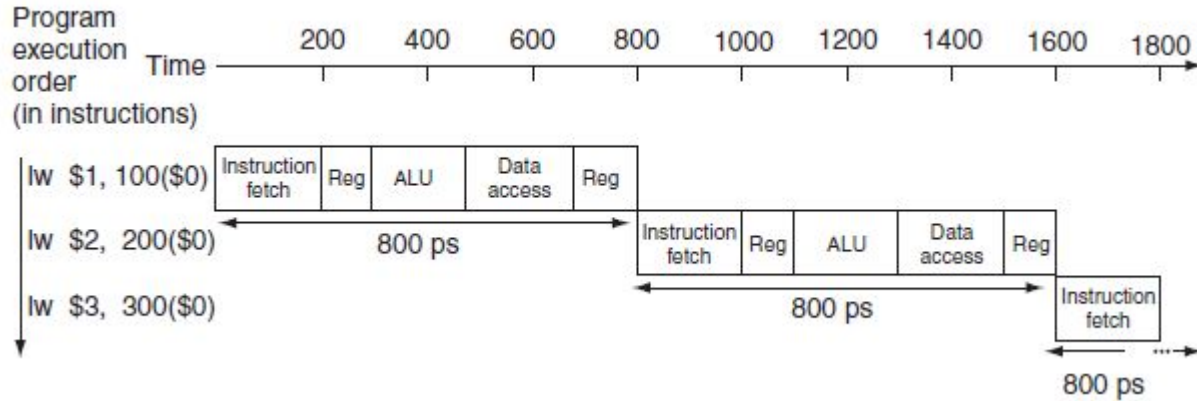 Program
execution
order
(in instructions)
Time
200 400 600 800 1000 1200 1400 1600 1800
lw $1, 100($0)
Instruction
fetch
Reg
ALU
Data
access
Reg
800 ps
lw $2, 200($0)
Instruction
fetch
Reg
ALU
Data
access
Reg
800 ps
lw $3, 300($0)
Instruction
fetch
...
800 ps